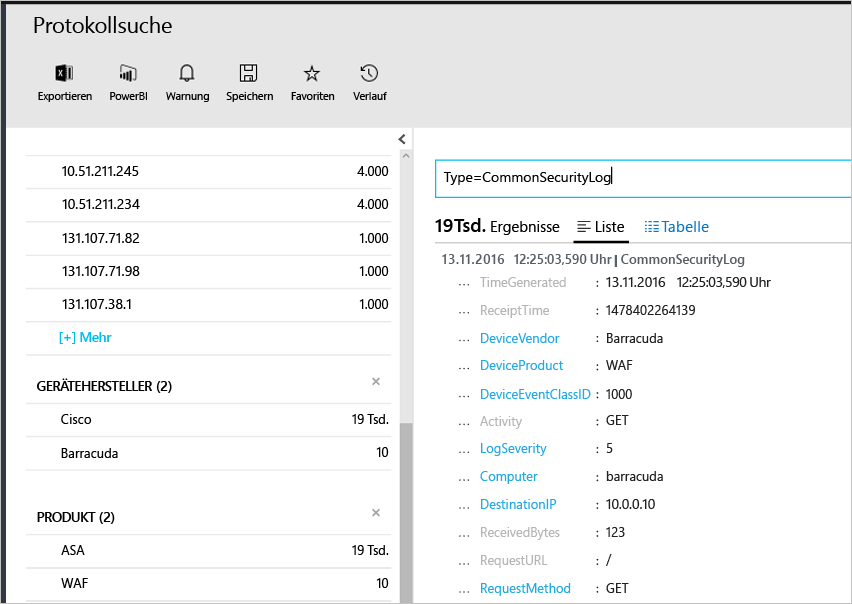 Protokollsuche
Exportieren PowerBI Warnung Speichern Favoriten Verlauf
10.51.211.245 4.000
10.51.211.234 4.000
131.107.71.82 1.000
131.107.71.98 1.000
131.107.38.1 1.000
[+] Mehr
GERÄTEHERSTELLER (2)
Cisco 19 Tsd.
Barracuda 10
PRODUKT (2)
ASA 19 Tsd.
WAF 10
Type=CommonSecurityLog
19Tsd. Ergebnisse Liste Tabelle
13.11.2016 12:25:03,590 Uhr | CommonSecurityLog
... TimeGenerated : 13.11.2016 12:25:03,590 Uhr
... ReceiptTime : 1478402264139
... DeviceVendor : Barracuda
... DeviceProduct : WAF
... DeviceEventClassID : 1000
... Activity : GET
... LogSeverity : 5
... Computer : barracuda
... DestinationIP : 10.0.0.10
... ReceivedBytes : 123
... RequestURL : /
... RequestMethod : GET